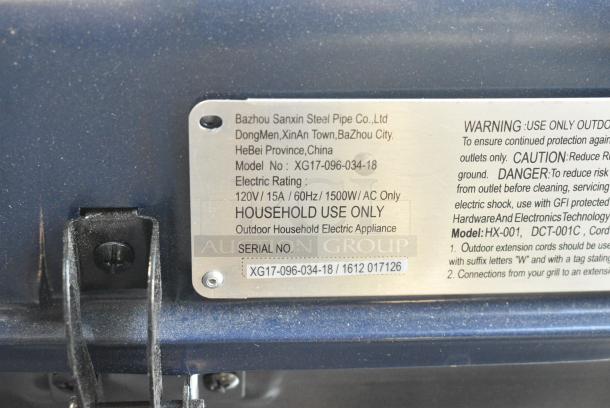 Bazhou Sanxin Steel Pipe Co.,Ltd
DongMen,XinAn Town,BaZhou City,
HeBei Province,China
Model No : XG17-096-034-18
Electric Rating :
120V/ 15A / 60Hz/ 1500W/ AC Only
HOUSEHOLD USE ONLY
Outdoor Household Electric Appliance
SERIAL NO.
XG17-096-034-18 / 1612 017126
WARNING :USE ONLY OUTDO
To ensure continued protection again
outlets only. CAUTION:Reduce Ri
ground. DANGER:To reduce risk
from outlet before cleaning, servicing
electric shock, use with GFI protected
HardwareAnd ElectronicsTechnology
Model:HX-001, DCT-001C , Cord
1. Outdoor extension cords should be use
with suffix letters "W" and with a tag stating
2. Connections from your grill to an extensi
AUCTION GROUP